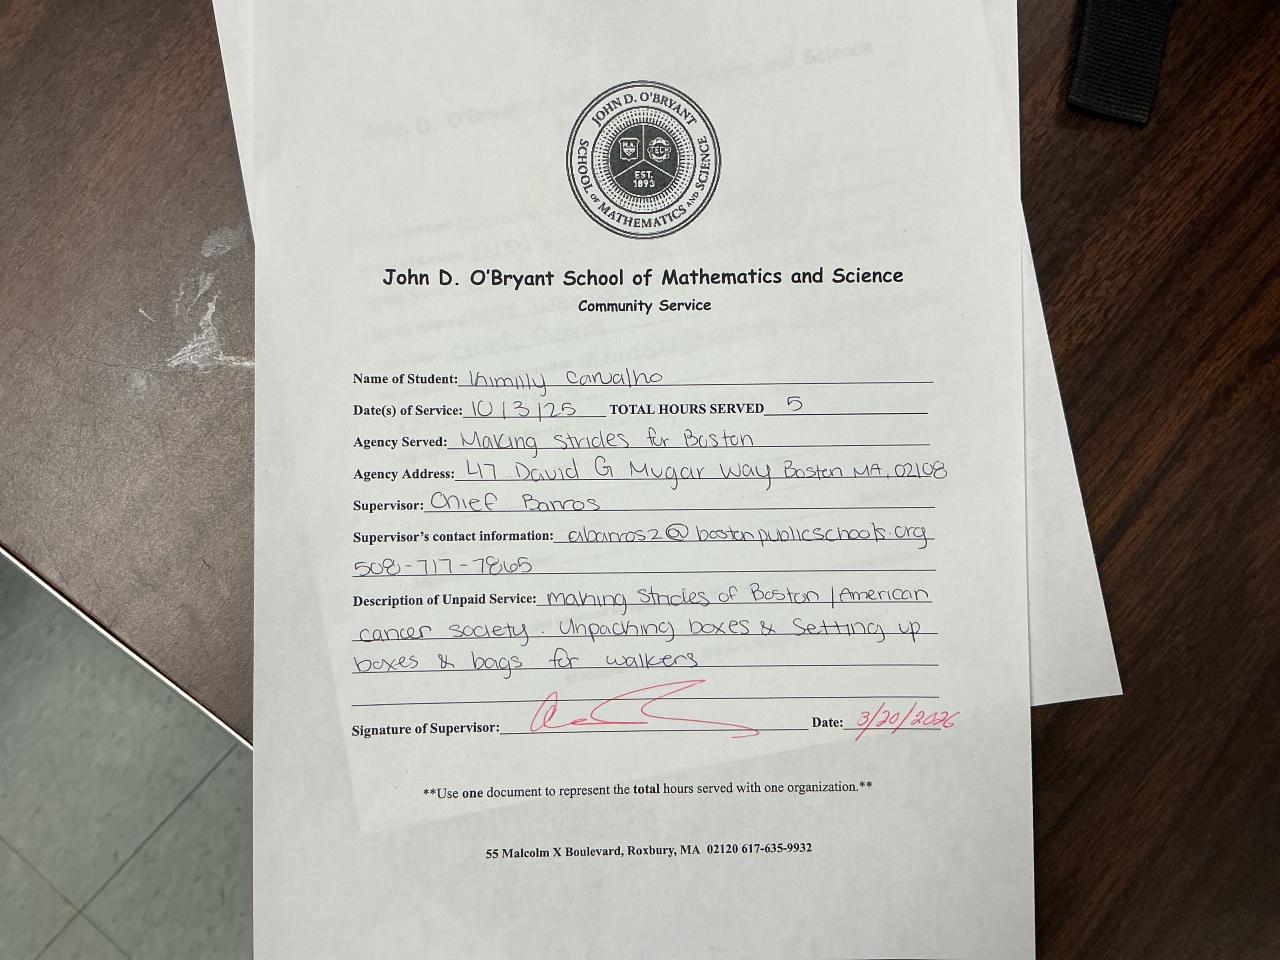 JOHN D. O'BRYANT
SCHOOL OF MATHEMATICS AND SCIENCE
M.A. TECH
EST.
1893
John D. O'Bryant School of Mathematics and Science
Community Service
Name of Student: Kimilly Carvalho
Date(s) of Service: 10/3/25 TOTAL HOURS SERVED 5
Agency Served: Making strides for Boston
Agency Address: 47 David G Mugar Way Boston MA, 02108
Supervisor: Chief Barros
Supervisor's contact information: abarros2@bostonpublicschools.org
508-717-7865
Description of Unpaid Service: Making Strides of Boston / American
cancer society. Unpacking boxes & Setting up
boxes & bags for walkers
Signature of Supervisor: Date: 3/20/2026
**Use one document to represent the total hours served with one organization.**
55 Malcolm X Boulevard, Roxbury, MA 02120 617-635-9932